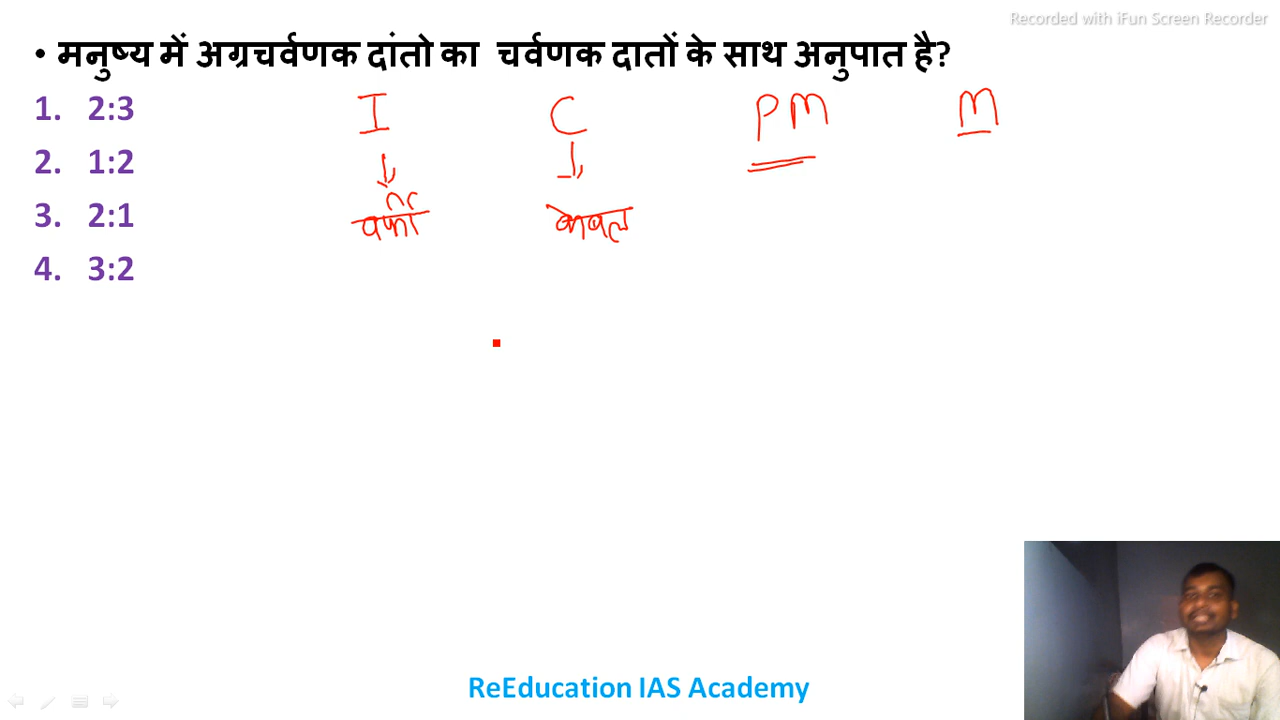 Recorded with iFun Screen Recorder
• मनुष्य में अग्रचर्वणक दांतो का चर्वणक दातों के साथ अनुपात है?
1. 2:3
2. 1:2
3. 2:1
4. 3:2
I C PM M
ReEducation IAS Academy